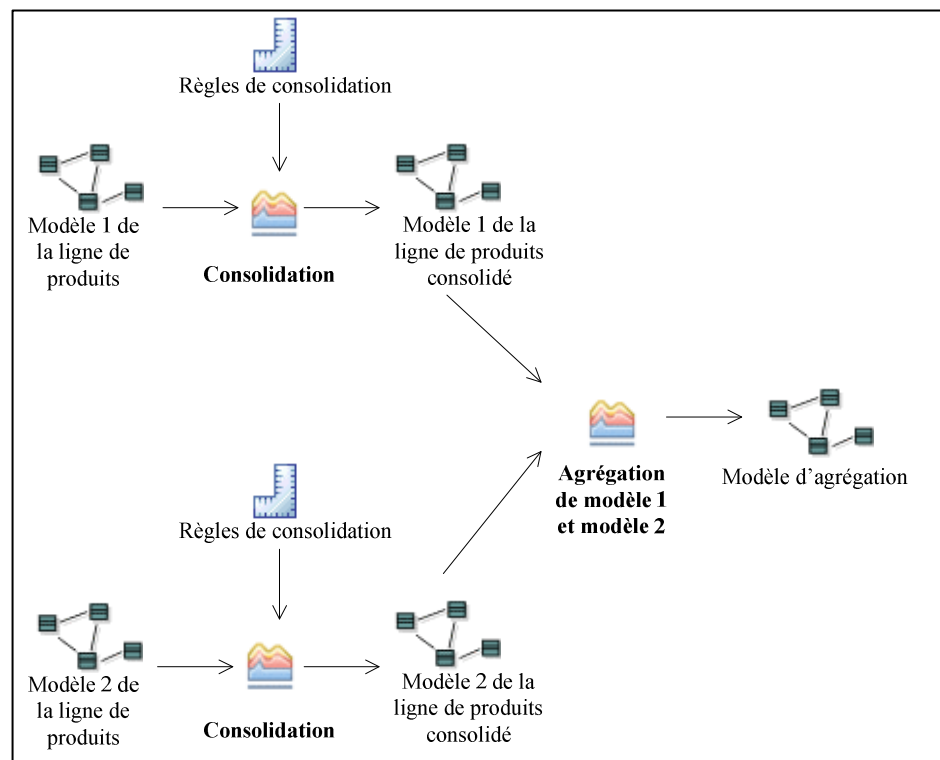 Règles de consolidation
Modèle 1 de
la ligne de
produits
Consolidation
Modèle 1 de la
ligne de produits
consolidé
Agrégation
de modèle 1
et modèle 2
Modèle d’agrégation
Règles de consolidation
Modèle 2 de
la ligne de
produits
Consolidation
Modèle 2 de la
ligne de produits
consolidé